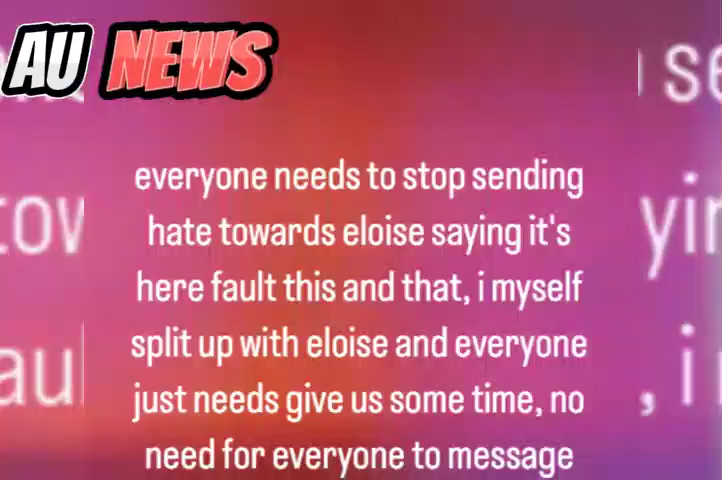 AU NEWS
everyone needs to stop sending
hate towards eloise saying it's
here fault this and that, i myself
split up with eloise and everyone
just needs give us some time, no
need for everyone to message